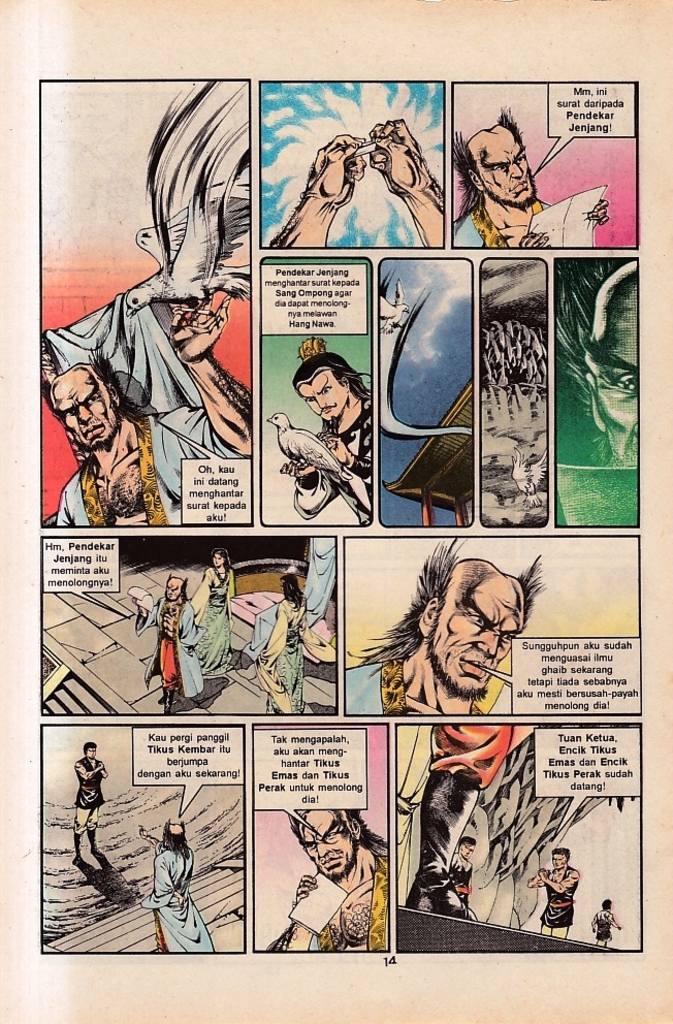 Oh, kau
ini datang
menghantar
surat kepada
aku!
Mm, ini
surat daripada
Pendekar
Jenjang!
Pendekar Jenjang
menghantar surat kepada
Sang Ompong agar
dia dapat menolong-
nya melawan
Hang Nawa.
Hm, Pendekar
Jenjang itu
meminta aku
menolongnya!
Sungguhpun aku sudah
menguasai ilmu
ghaib sekarang
tetapi tiada sebabnya
aku mesti bersusah-payah
menolong dia!
Kau pergi panggil
Tikus Kembar itu
berjumpa
dengan aku sekarang!
Tak mengapalah,
aku akan meng-
hantar Tikus
Emas dan Tikus
Perak untuk menolong
dia!
Tuan Ketua,
Encik Tikus
Emas dan Encik
Tikus Perak sudah
datang!
14